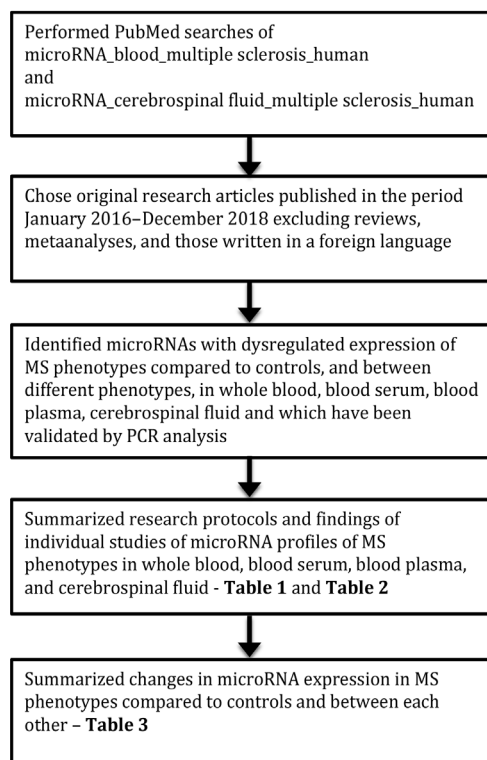 Performed PubMed searches of
microRNA_blood_multiple sclerosis_human
and
microRNA_cerebrospinal fluid_multiple sclerosis_human
Chose original research articles published in the period
January 2016–December 2018 excluding reviews,
metaanalyses, and those written in a foreign language
Identified microRNAs with dysregulated expression of
MS phenotypes compared to controls, and between
different phenotypes, in whole blood, blood serum, blood
plasma, cerebrospinal fluid and which have been
validated by PCR analysis
Summarized research protocols and findings of
individual studies of microRNA profiles of MS
phenotypes in whole blood, blood serum, blood plasma,
and cerebrospinal fluid - Table 1 and Table 2
Summarized changes in microRNA expression in MS
phenotypes compared to controls and between each
other – Table 3